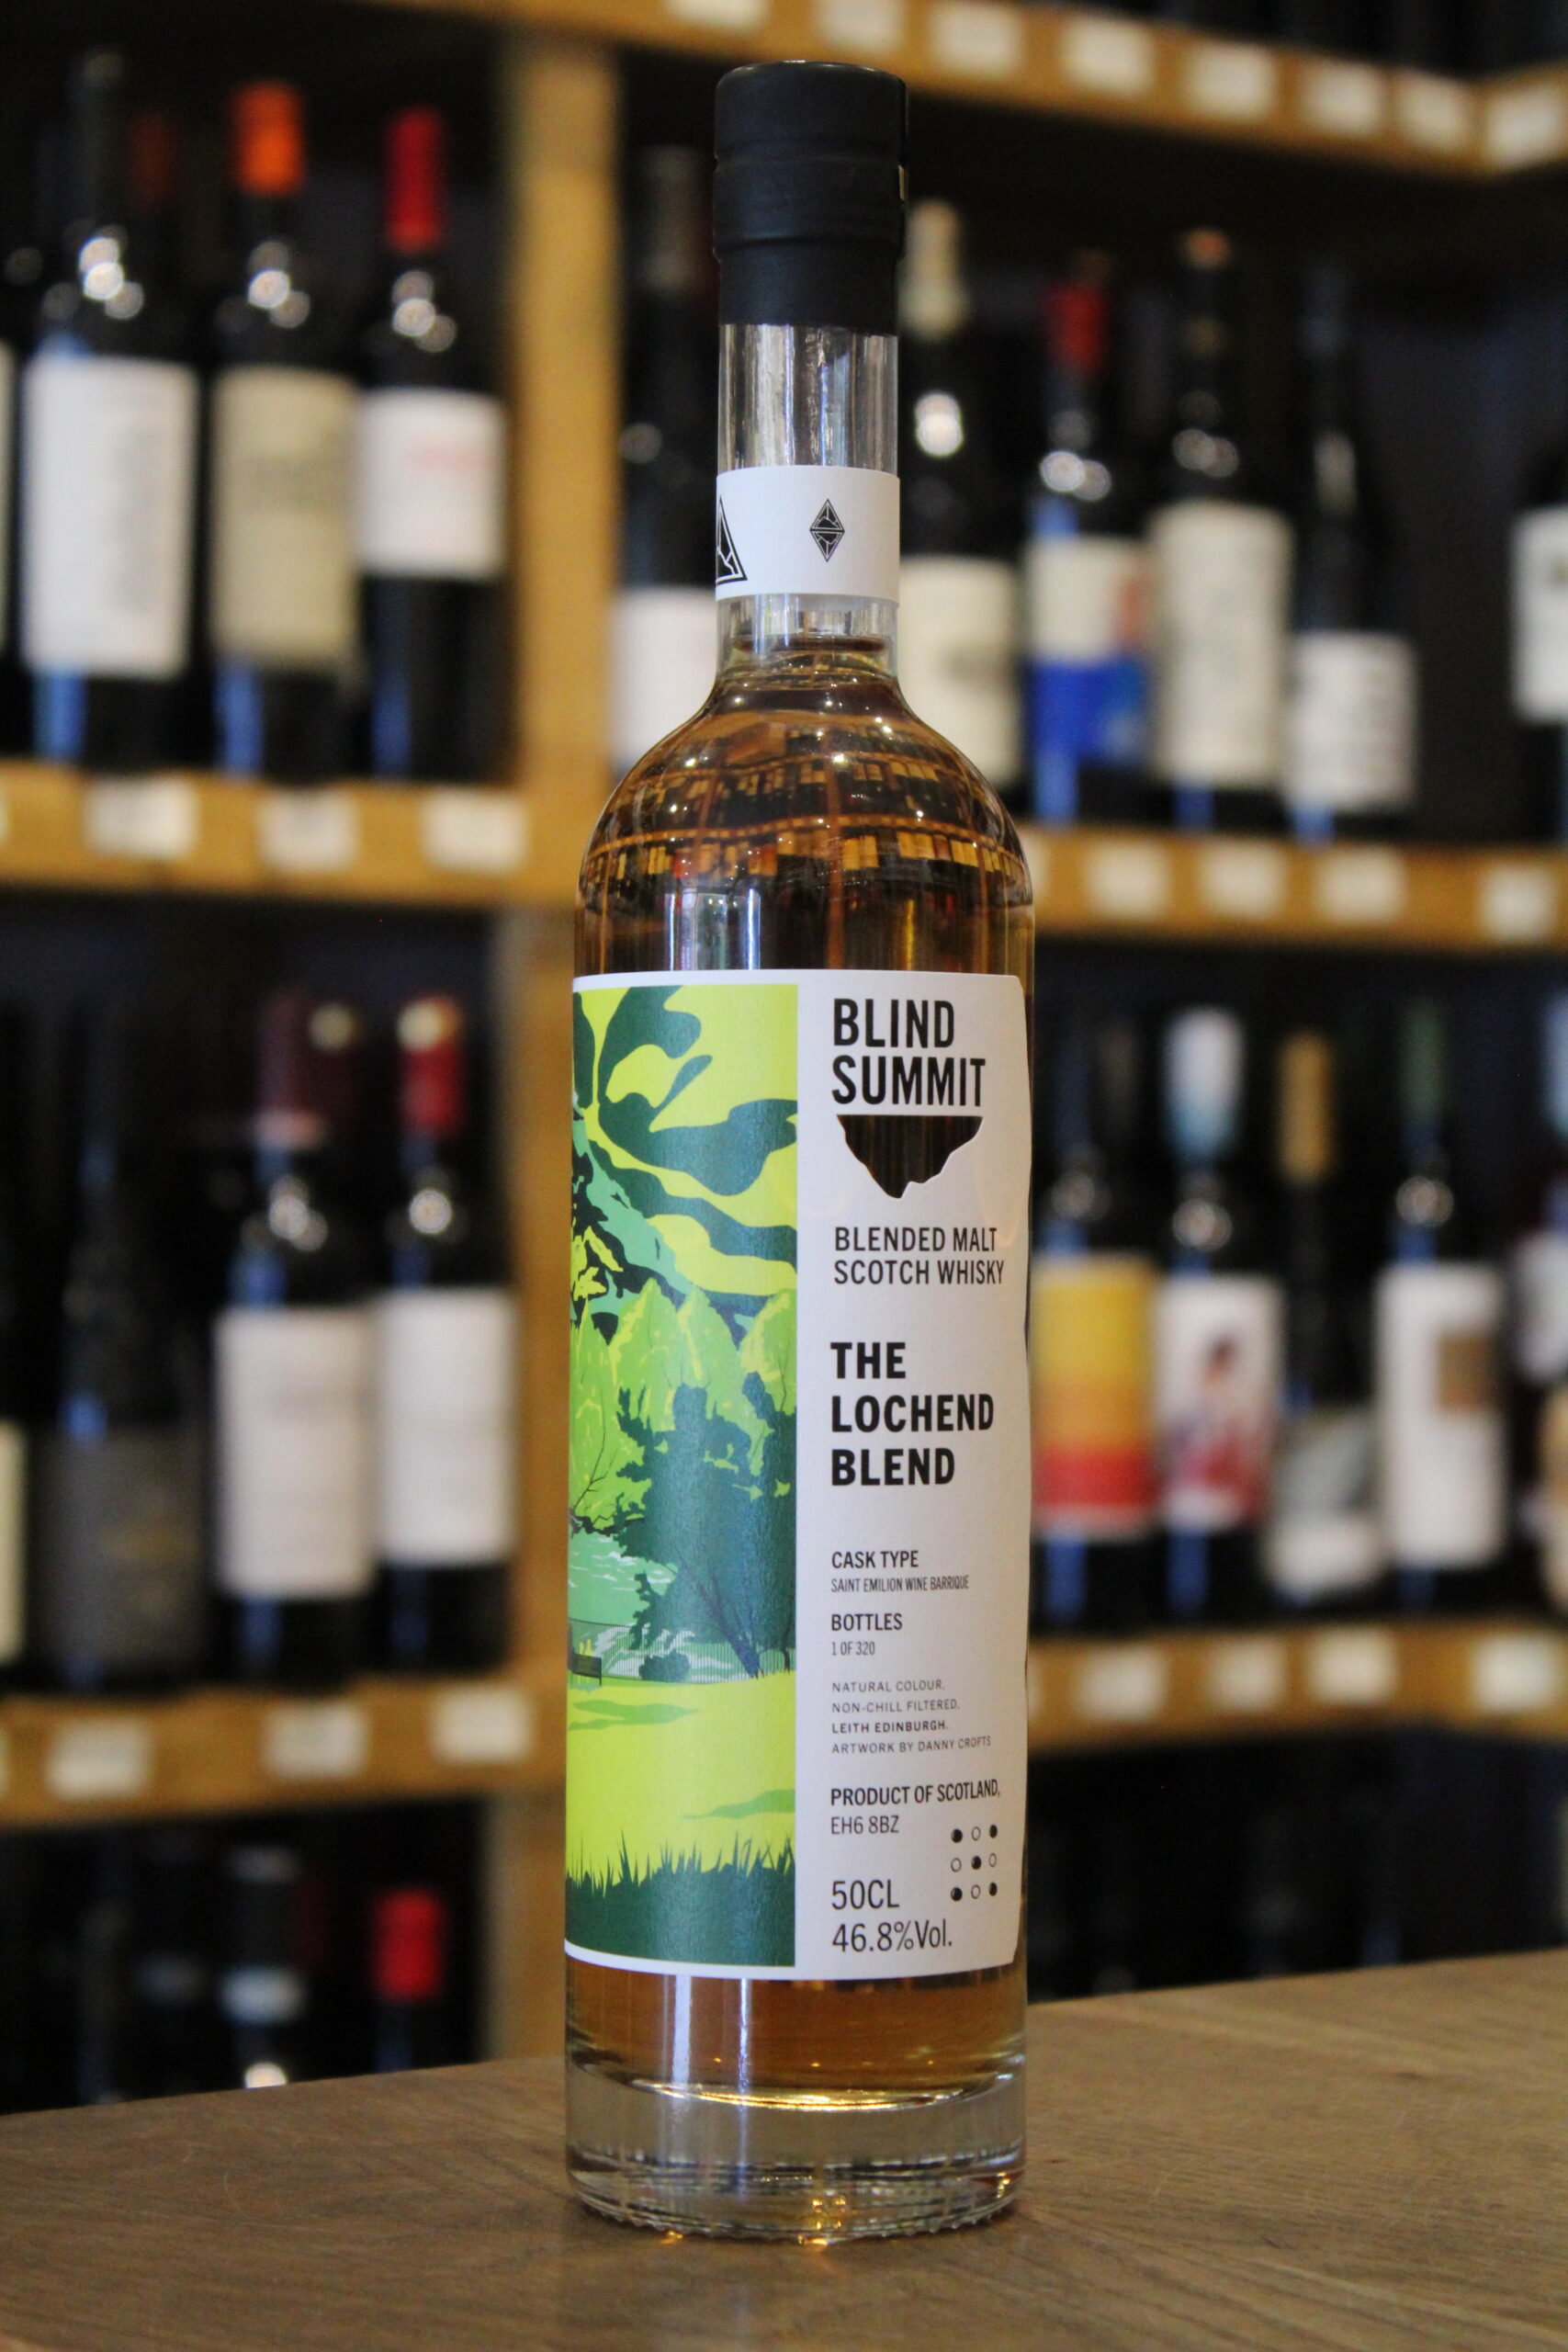 BLIND
SUMMIT
BLENDED MALT
SCOTCH WHISKY
THE
LOCHEND
BLEND
CASK TYPE
SAINT EMILION WINE BARRIQUE
BOTTLES
1 OF 320
NATURAL COLOUR,
NON-CHILL FILTERED.
LEITH EDINBURGH.
ARTWORK BY DANNY CROFTS
PRODUCT OF SCOTLAND,
EH6 8BZ
50CL
46.8%Vol.